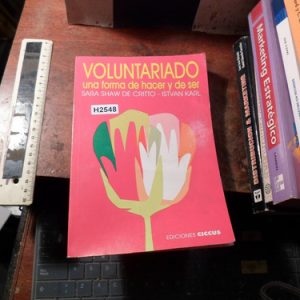 VOLUNTARIADO
una forma de hacer y de ser
SARA SHAW DE CRITTO - ISTVAN KARL
H2548
EDICIONES CICCUS
Marketing
Estratégico